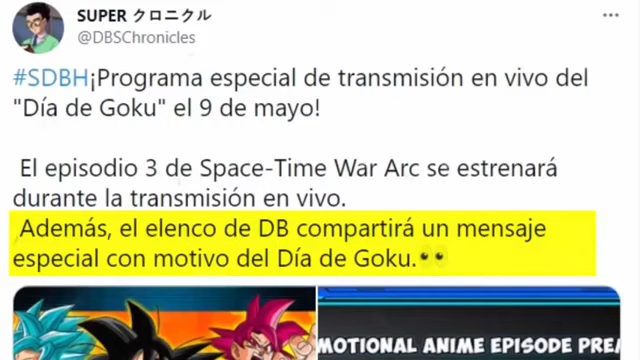 SUPER クロニクル
@DBSChronicles
#SDBH¡Programa especial de transmisión en vivo del
"Día de Goku" el 9 de mayo!
El episodio 3 de Space-Time War Arc se estrenará
durante la transmisión en vivo.
Además, el elenco de DB compartirá un mensaje
especial con motivo del Día de Goku.👀
MOTIONAL ANIME EPISODE PRE